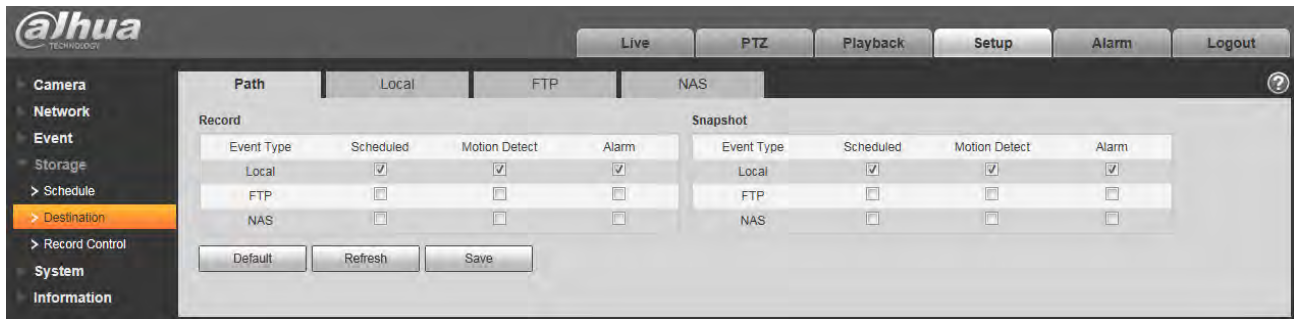 alhua
TECHNOLOGY
Live PTZ Playback Setup Alarm Logout
Camera
Network
Event
Storage
> Schedule
> Destination
> Record Control
System
Information
Path Local FTP NAS
?
Record
Event Type Scheduled Motion Detect Alarm
Local
FTP
NAS
Snapshot
Event Type Scheduled Motion Detect Alarm
Local
FTP
NAS
Default Refresh Save